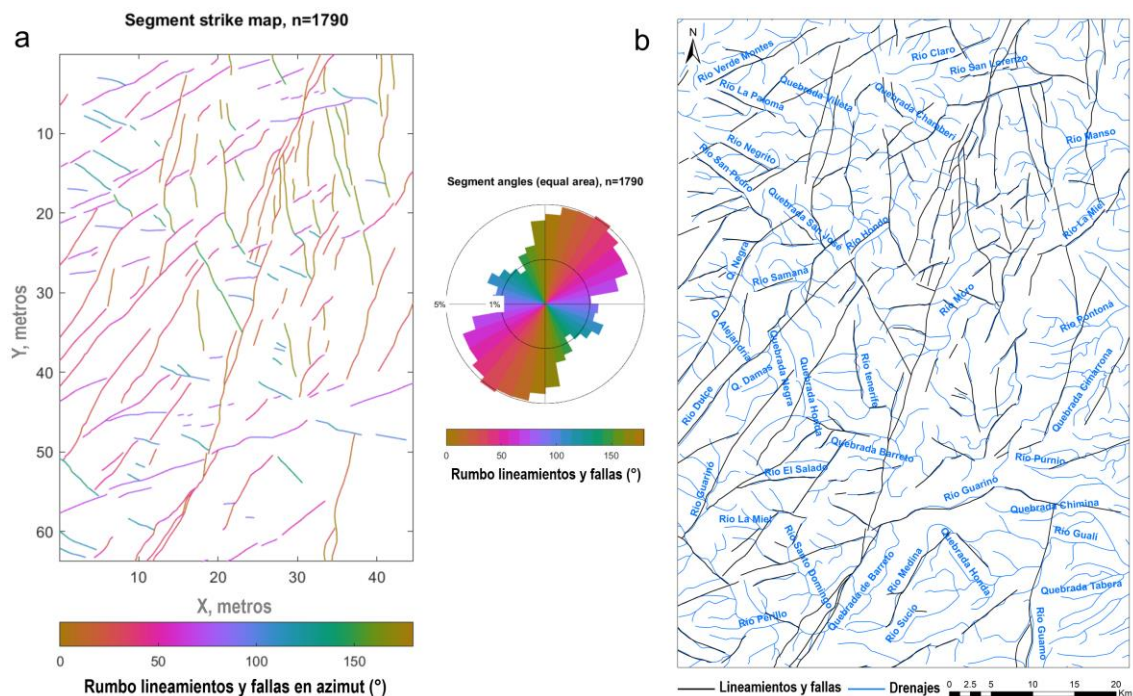 Segment strike map, n=1790
a
10
20
30
40
50
60
Y, metros
10
20
30
40
X, metros
0
50
100
150
Rumbo lineamientos y fallas en azimut (°)
Segment angles (equal area), n=1790
5%
1%
0
50
100
150
Rumbo lineamientos y fallas (°)
b
N
Río Verde Montes
Río Claro
Río San Lorenzo
Río La Paloma
Quebrada Villeta
Quebrada Chamberi
Río Manso
Río Negrito
Río San Pedro
Quebrada San José
Río Hondo
Río La Miel
Q. Negra
Río Samaná
Río Moro
Río Pontoná
Q. Alejandría
Quebrada Negra
Quebrada Honda
Río tenerife
Q. Damas
Río Dulce
Quebrada Cimarrona
Quebrada Barreto
Río Purnio
Río El Salado
Río Guarinó
Río Guarinó
Quebrada Chimina
Río La Miel
Río Santo Domingo
Quebrada de Barreto
Río Medina
Quebrada Honda
Río Gualí
Quebrada Tabera
Río Perillo
Río Sucio
Río Guamo
Lineamientos y fallas
Drenajes
0 2.5 5 10 15 20
Km